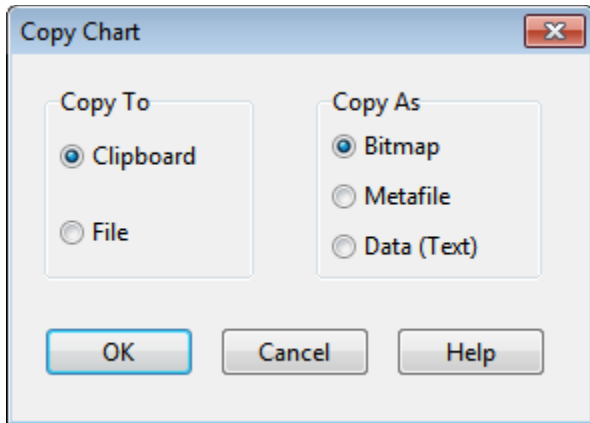 Copy Chart
Copy To
Clipboard
File
Copy As
Bitmap
Metafile
Data (Text)
OK
Cancel
Help